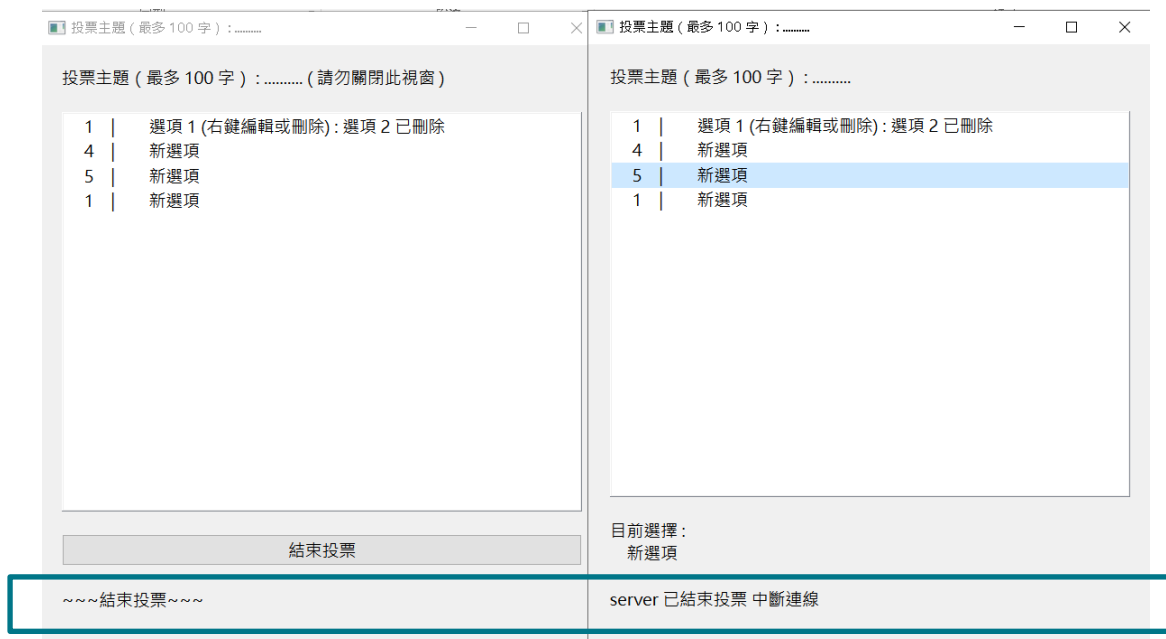 投票主題 ( 最多 100 字 ) : ..........
投票主題 ( 最多 100 字 ) : .......... ( 請勿關閉此視窗 )
1 | 選項 1 (右鍵編輯或刪除) : 選項 2 已刪除
4 | 新選項
5 | 新選項
1 | 新選項
結束投票
~~~結束投票~~~
投票主題 ( 最多 100 字 ) : ..........
投票主題 ( 最多 100 字 ) : ..........
1 | 選項 1 (右鍵編輯或刪除) : 選項 2 已刪除
4 | 新選項
5 | 新選項
1 | 新選項
目前選擇 :
新選項
server 已結束投票 中斷連線